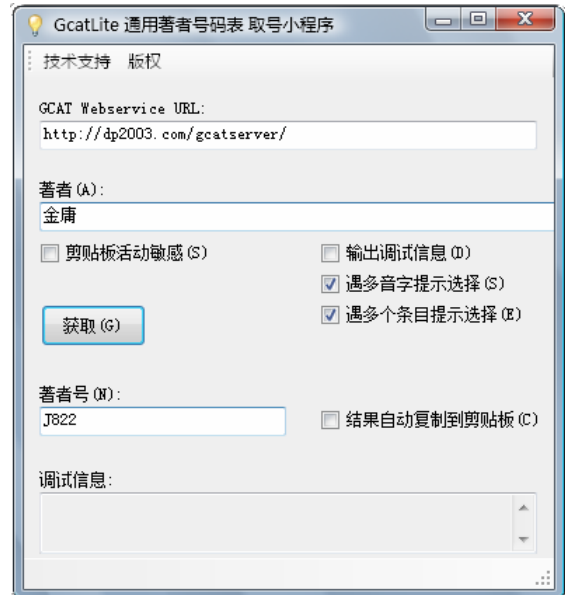 GcatLite 通用著者号码表 取号小程序
技术支持 版权
GCAT Webservice URL:
http://dp2003.com/gcatserver/
著者(A):
金庸
剪贴板活动敏感(S) 输出调试信息(D)
遇多音字提示选择(S)
获取(G) 遇多个条目提示选择(E)
著者号(N):
J822 结果自动复制到剪贴板(C)
调试信息: